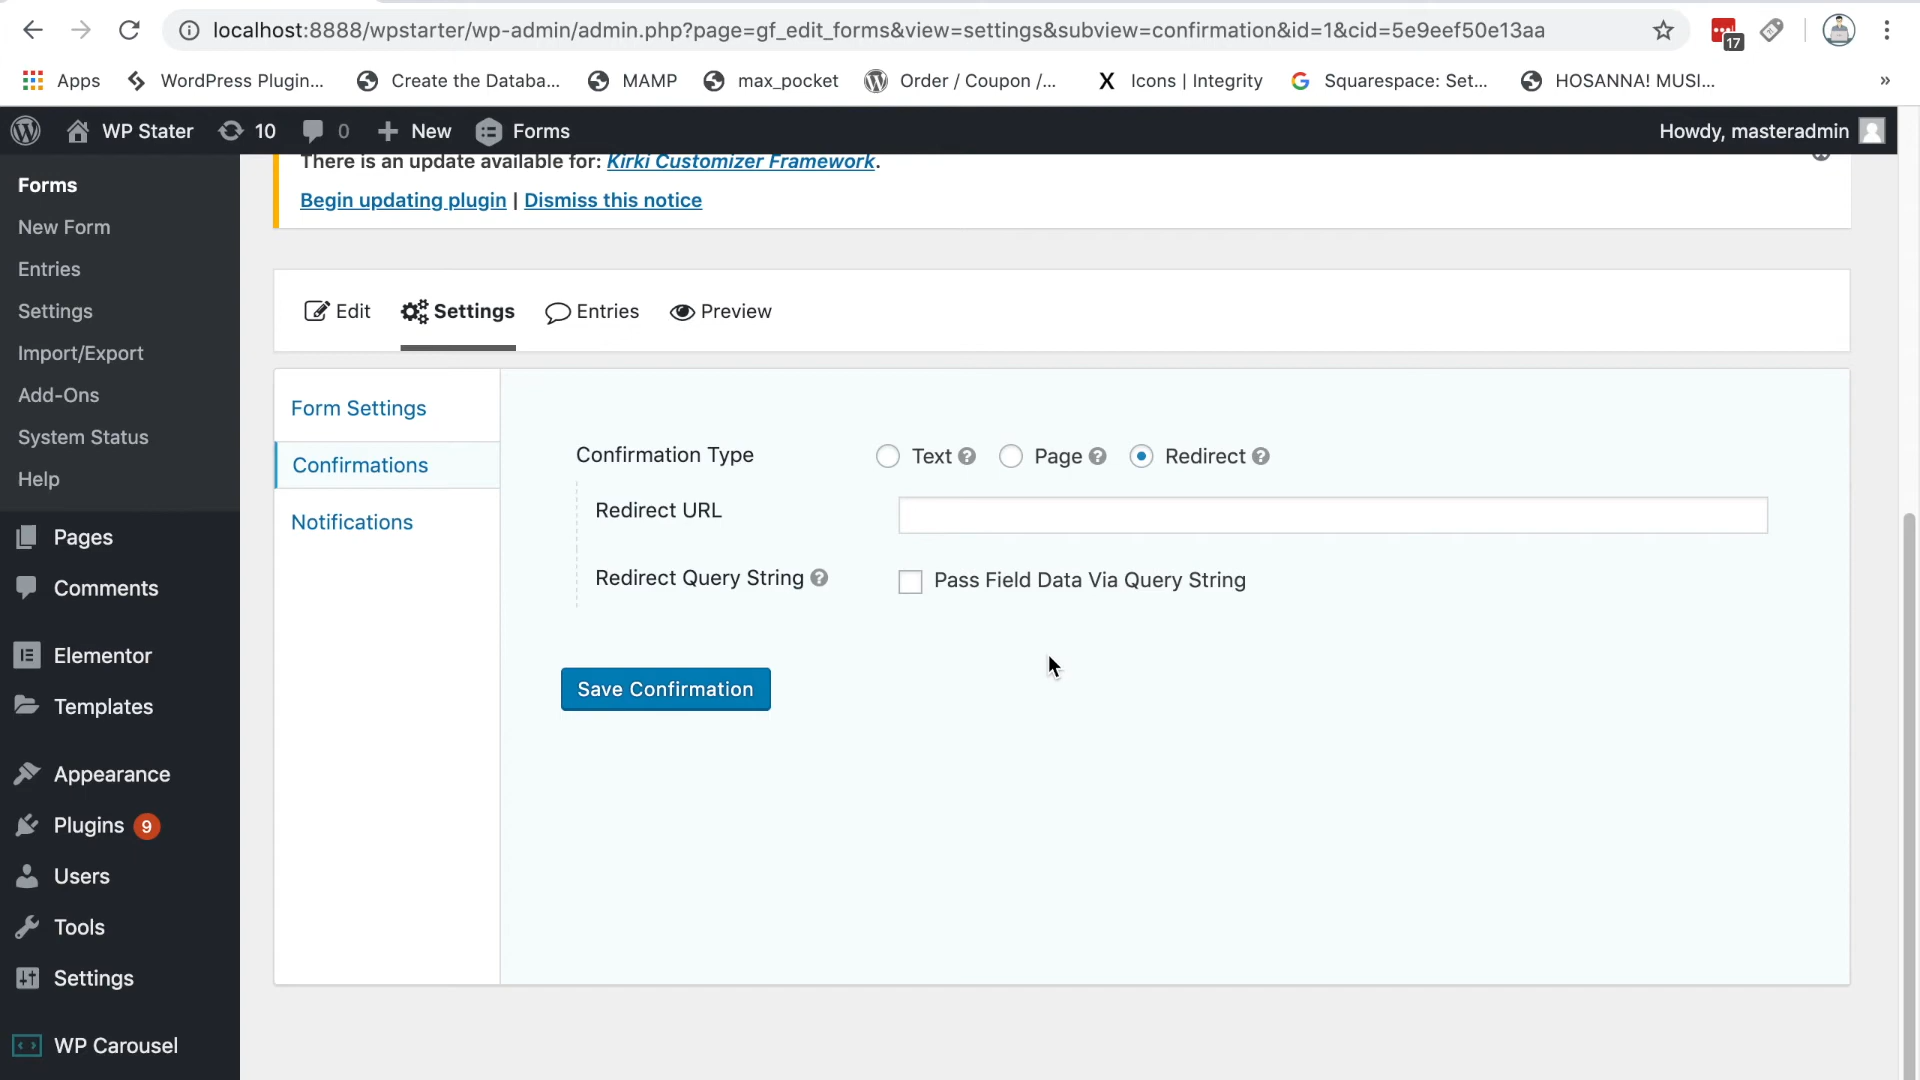 localhost:8888/wpstarter/wp-admin/admin.php?page=gf_edit_forms&view=settings&subview=confirmation&id=1&cid=5e9eef50e13aa
17
Apps
WordPress Plugin...
Create the Databa...
MAMP
max_pocket
Order / Coupon /...
X
Icons | Integrity
Squarespace: Set...
HOSANNA! MUSI...
»
WP Stater
10
0
New
Forms
Howdy, masteradmin
There is an update available for: Kirki Customizer Framework.
Begin updating plugin | Dismiss this notice
Forms
New Form
Entries
Settings
Import/Export
Add-Ons
System Status
Help
Pages
Comments
Elementor
Templates
Appearance
Plugins 9
Users
Tools
Settings
WP Carousel
Edit
Settings
Entries
Preview
Form Settings
Confirmations
Notifications
Confirmation Type
Text ?
Page ?
Redirect ?
Redirect URL
Redirect Query String ?
Pass Field Data Via Query String
Save Confirmation